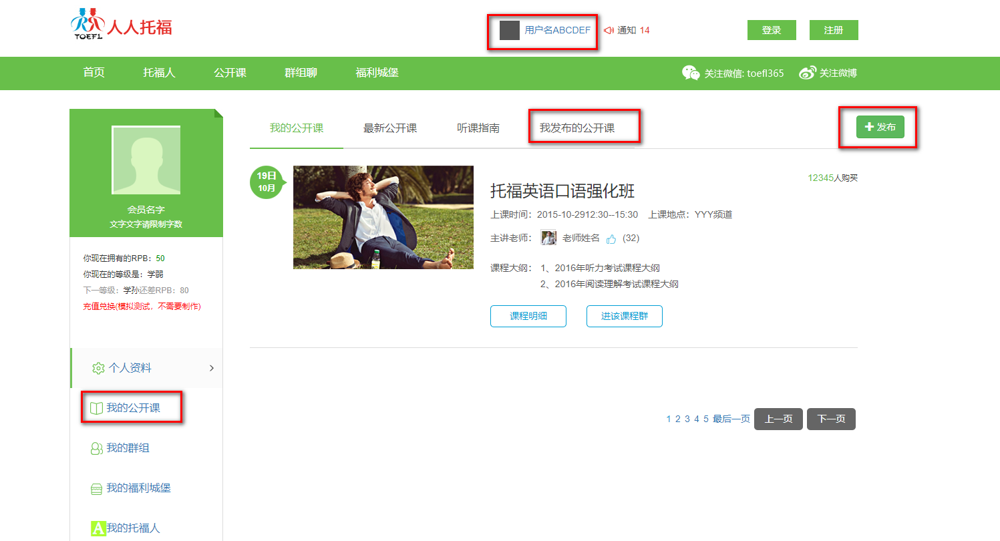 TOEFL 人人托福
用户名ABCDEF 通知 14 登录 注册
首页 托福人 公开课 群组聊 福利城堡 关注微信: toefl365 关注微博
会员名字
文字文字请限制字数
你现在拥有的RPB：50
你现在的等级是：学弱
下一等级：学孙还差RPB：80
充值兑换(模拟测试，不需要制作)
个人资料
我的公开课
我的群组
我的福利城堡
A我的托福人
我的公开课 最新公开课 听课指南 我发布的公开课 发布
19日
10月
托福英语口语强化班
12345人购买
上课时间：2015-10-2912:30--15:30 上课地点：YYY频道
主讲老师： 老师姓名 (32)
课程大纲： 1、2016年听力考试课程大纲
2、2016年阅读理解考试课程大纲
课程明细 进该课程群
1 2 3 4 5 最后一页 上一页 下一页